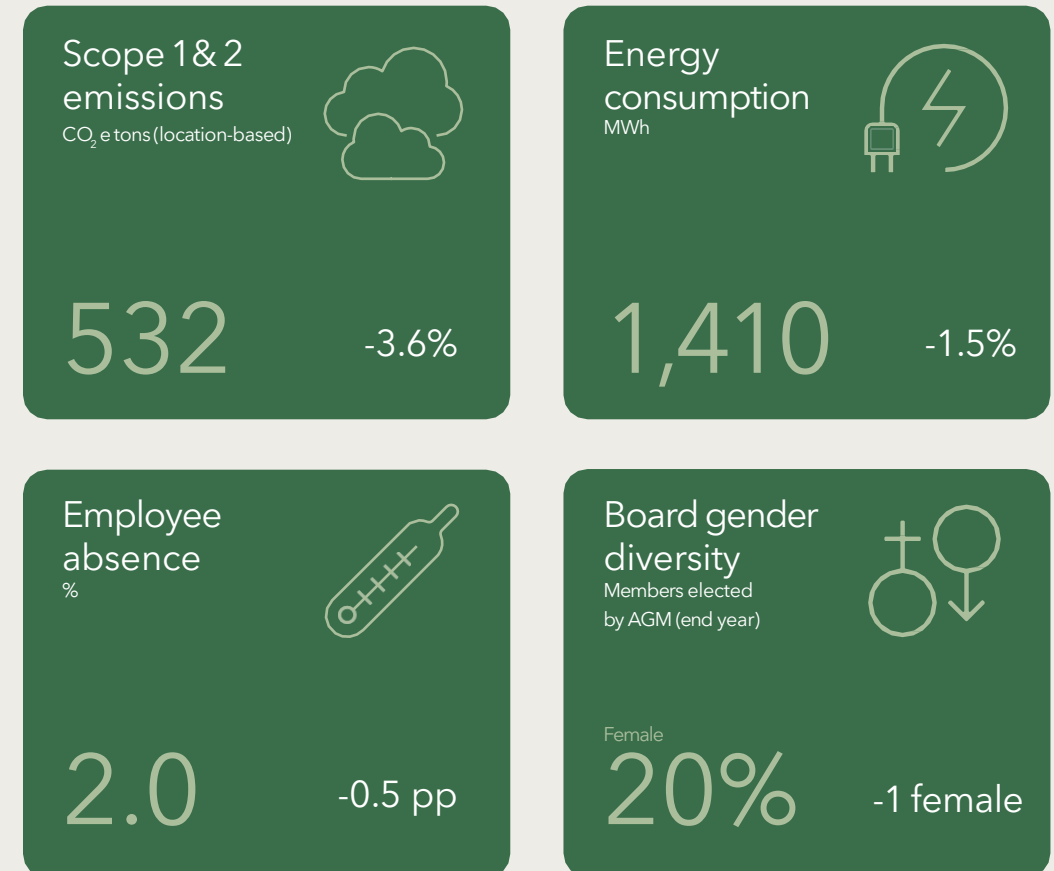 Scope 1 & 2
emissions
CO2 e tons (location-based)
532
-3.6%
Energy
consumption
MWh
1,410
-1.5%
Employee
absence
%
2.0
-0.5 pp
Board gender
diversity
Members elected
by AGM (end year)
Female
20%
-1 female